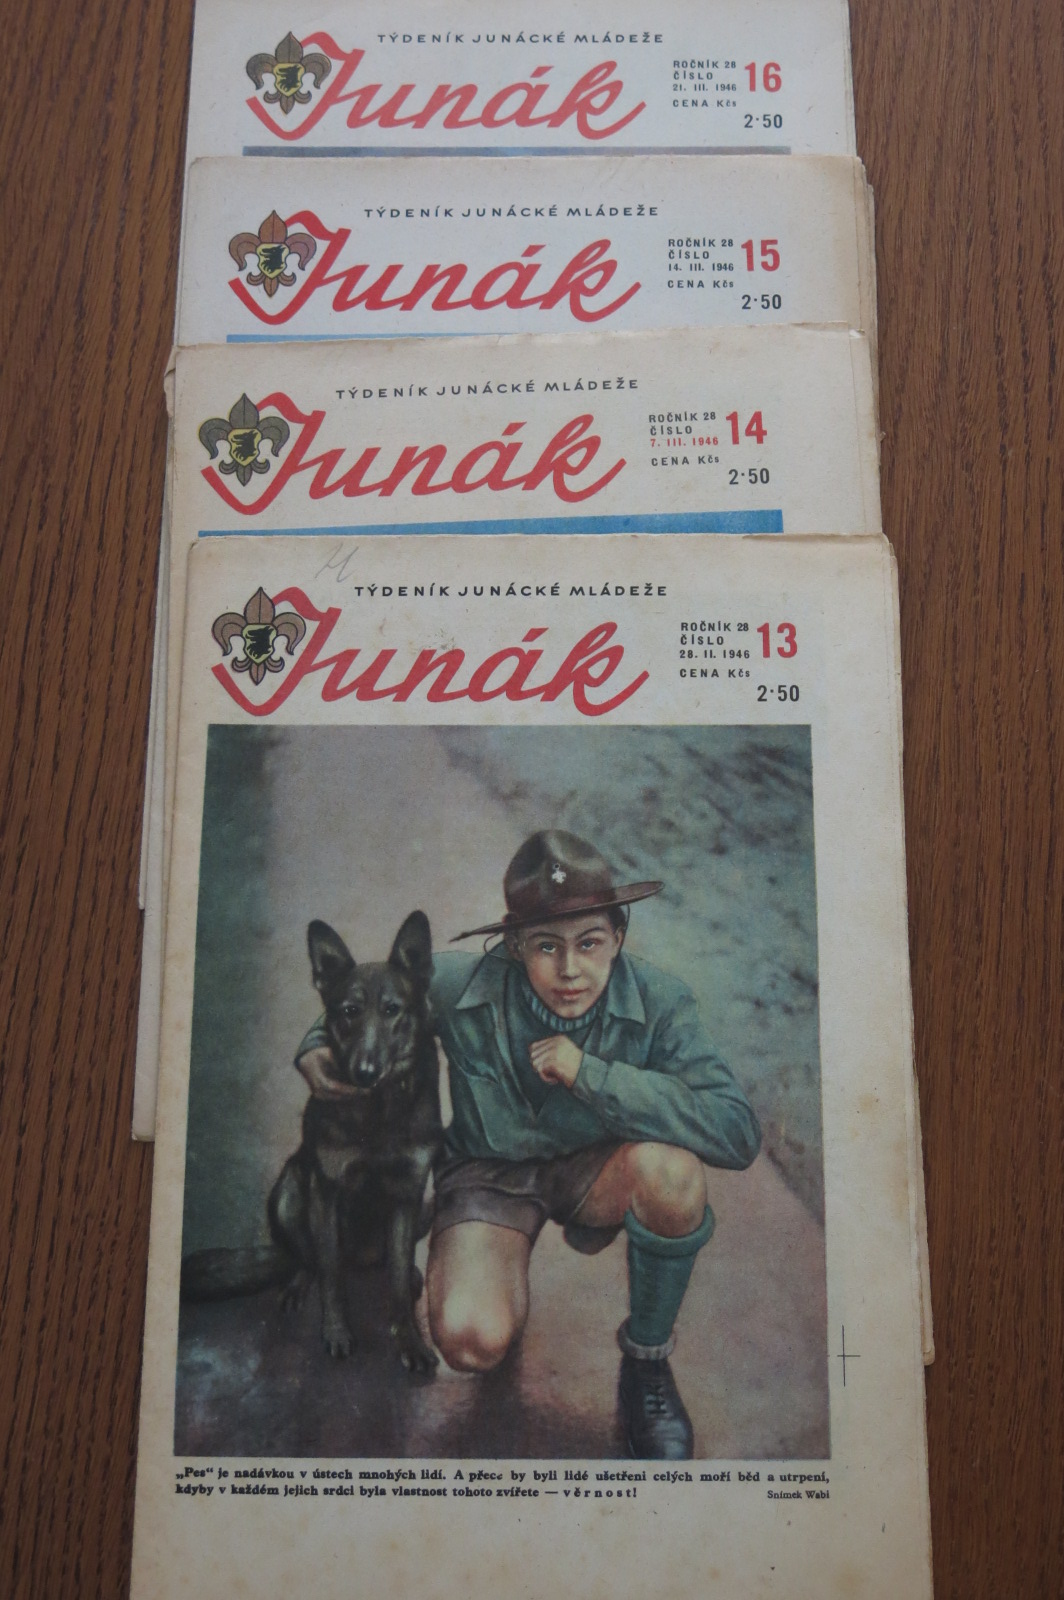 TÝDENÍK JUNÁCKÉ MLÁDEŽE
Junák
ROČNÍK 28
ČÍSLO
21. III. 1946
16
CENA Kčs
2·50
TÝDENÍK JUNÁCKÉ MLÁDEŽE
Junák
ROČNÍK 28
ČÍSLO
14. III. 1946
15
CENA Kčs
2·50
TÝDENÍK JUNÁCKÉ MLÁDEŽE
Junák
ROČNÍK 28
ČÍSLO
7. III. 1946
14
CENA Kčs
2·50
TÝDENÍK JUNÁCKÉ MLÁDEŽE
Junák
ROČNÍK 28
ČÍSLO
28. II. 1946
13
CENA Kčs
2·50
„Pes“ je nadávkou v ústech mnohých lidí. A přece by byli lidé ušetřeni celých moří běd a utrpení,
kdyby v každém jejich srdci byla vlastnost tohoto zvířete — věrnost!
Snímek Wabi